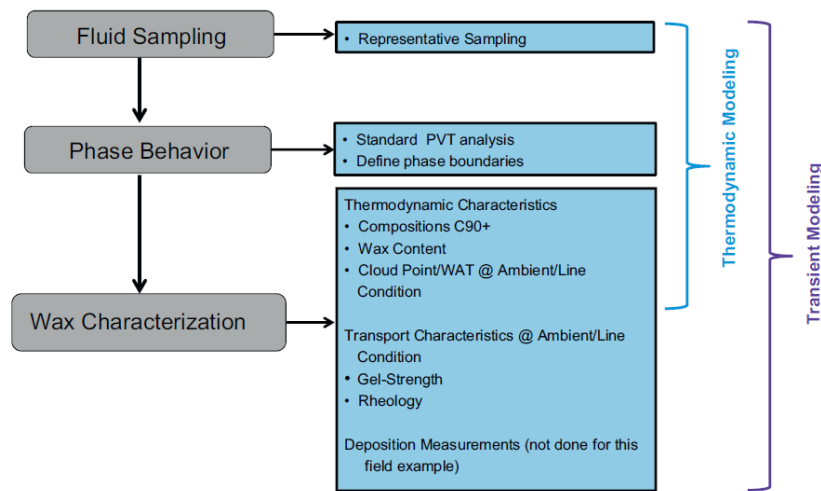 Fluid Sampling
• Representative Sampling
Phase Behavior
• Standard PVT analysis
• Define phase boundaries
Thermodynamic Characteristics
• Compositions C90+
• Wax Content
• Cloud Point/WAT @ Ambient/Line
Condition
Wax Characterization
Transport Characteristics @ Ambient/Line
Condition
• Gel-Strength
• Rheology
Deposition Measurements (not done for this
field example)
Thermodynamic Modeling
Transient Modeling